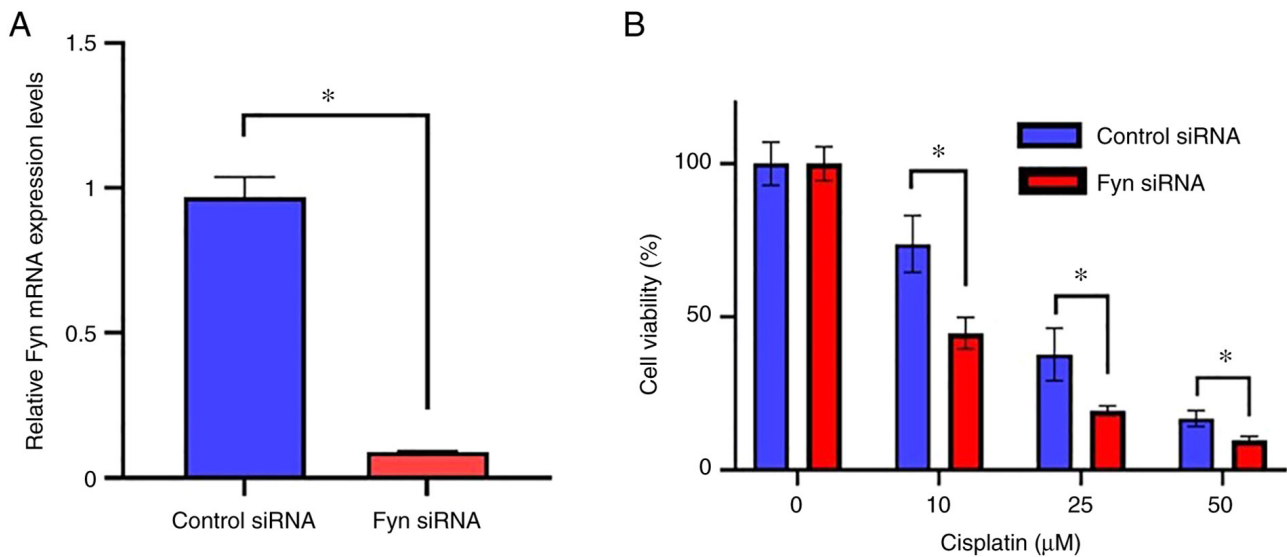 A
Relative Fyn mRNA expression levels
1.5
1
0.5
0
*
Control siRNA
Fyn siRNA
B
Cell viability (%)
100
50
0
*
*
*
Control siRNA
Fyn siRNA
0
10
25
50
Cisplatin (μM)